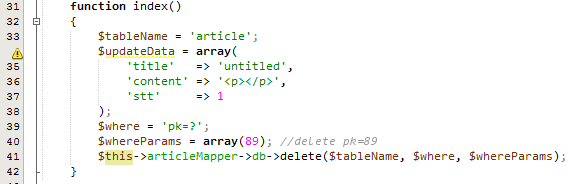 31 function index()
32 {
33 $tableName = 'article';
$updateData = array(
35 'title' => 'untitled',
36 'content' => '<p></p>',
37 'stt' => 1
38 );
39 $where = 'pk=?';
40 $whereParams = array(89); //delete pk=89
41 $this->articleMapper->db->delete($tableName, $where, $whereParams);
42 }